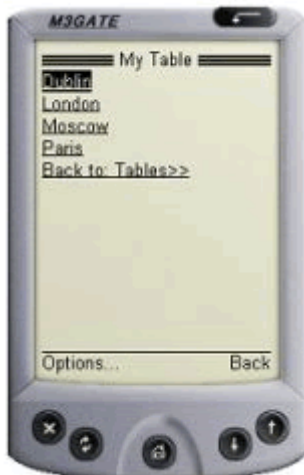 M3GATE
My Table
Dublin
London
Moscow
Paris
Back to: Tables>>
Options... Back